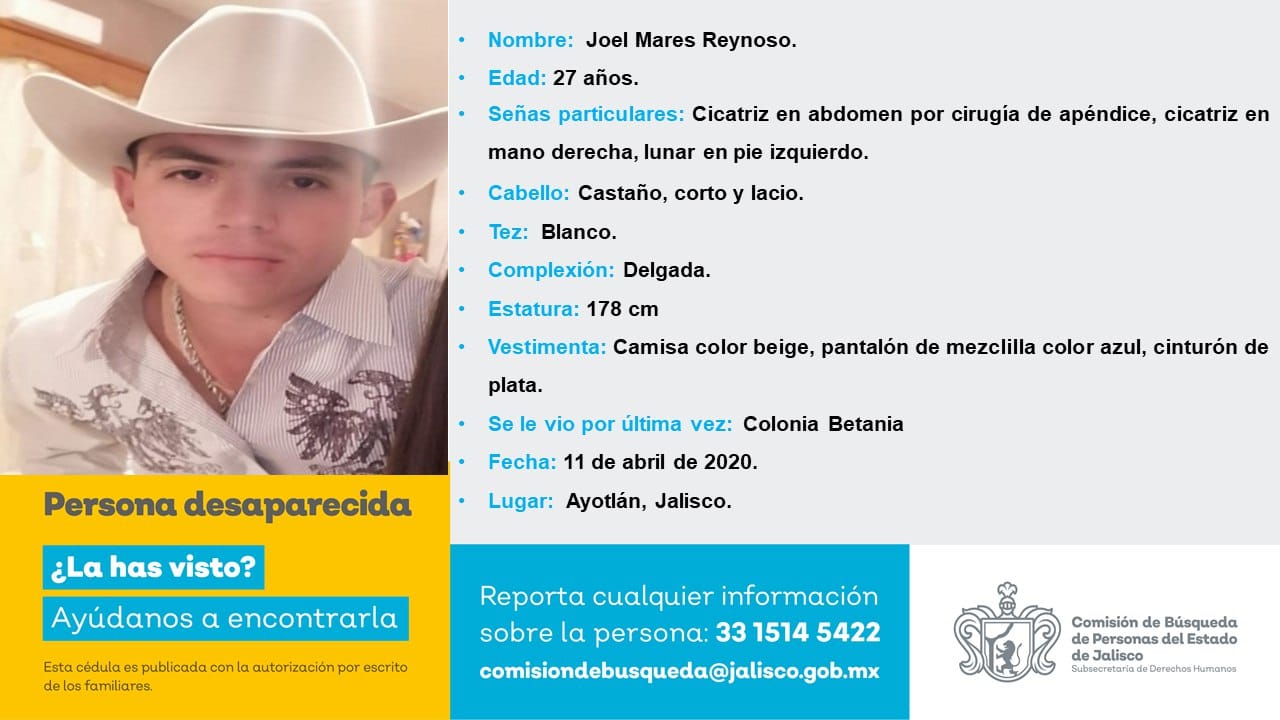 • Nombre: Joel Mares Reynoso.
• Edad: 27 años.
• Señas particulares: Cicatriz en abdomen por cirugía de apéndice, cicatriz en
mano derecha, lunar en pie izquierdo.
• Cabello: Castaño, corto y lacio.
• Tez: Blanco.
• Complexión: Delgada.
• Estatura: 178 cm
• Vestimenta: Camisa color beige, pantalón de mezclilla color azul, cinturón de
plata.
• Se le vio por última vez: Colonia Betania
• Fecha: 11 de abril de 2020.
• Lugar: Ayotlán, Jalisco.
Persona desaparecida
¿La has visto?
Ayúdanos a encontrarla
Esta cédula es publicada con la autorización por escrito
de los familiares.
Reporta cualquier información
sobre la persona: 33 1514 5422
comisiondebusqueda@jalisco.gob.mx
Comisión de Búsqueda
de Personas del Estado
de Jalisco
Subsecretaría de Derechos Humanos